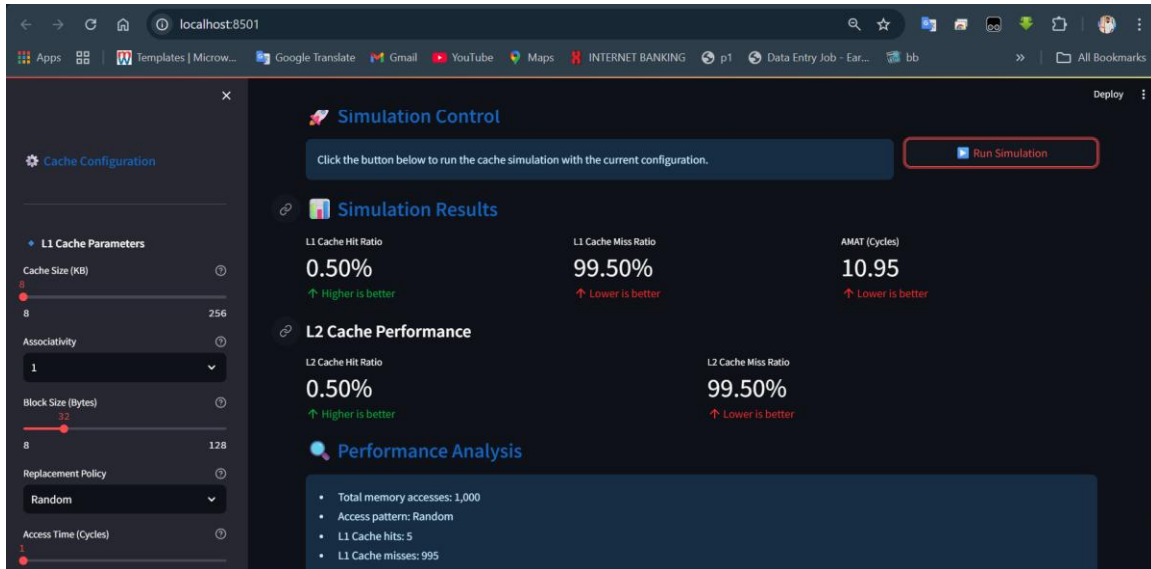 localhost:8501
Apps
Templates | Microw...
Google Translate
Gmail
YouTube
Maps
INTERNET BANKING
p1
Data Entry Job - Ear...
bb
»
All Bookmarks
Deploy
Cache Configuration
L1 Cache Parameters
Cache Size (KB)
8
8 256
Associativity
1
Block Size (Bytes)
32
8 128
Replacement Policy
Random
Access Time (Cycles)
1
Simulation Control
Click the button below to run the cache simulation with the current configuration.
Run Simulation
Simulation Results
L1 Cache Hit Ratio
0.50%
↑ Higher is better
L1 Cache Miss Ratio
99.50%
↑ Lower is better
AMAT (Cycles)
10.95
↑ Lower is better
L2 Cache Performance
L2 Cache Hit Ratio
0.50%
↑ Higher is better
L2 Cache Miss Ratio
99.50%
↑ Lower is better
Performance Analysis
• Total memory accesses: 1,000
• Access pattern: Random
• L1 Cache hits: 5
• L1 Cache misses: 995